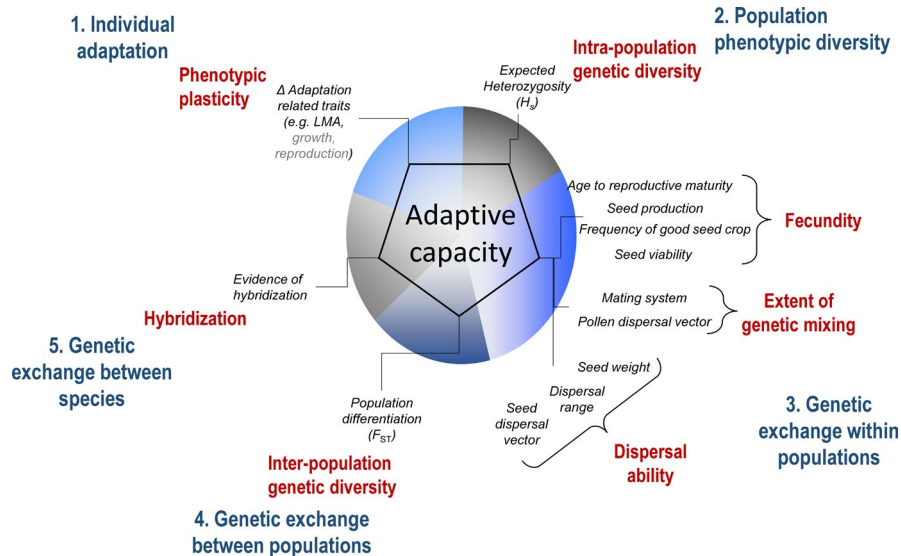 1. Individual
adaptation
Phenotypic
plasticity
Δ Adaptation
related traits
(e.g. LMA,
growth,
reproduction)
2. Population
phenotypic diversity
Intra-population
genetic diversity
Expected
Heterozygosity
(Hs)
Adaptive
capacity
Age to reproductive maturity
Seed production
Frequency of good seed crop
Seed viability
Fecundity
Mating system
Pollen dispersal vector
Extent of
genetic mixing
Seed weight
Dispersal
range
Seed
dispersal
vector
Dispersal
ability
3. Genetic
exchange within
populations
Evidence of
hybridization
Hybridization
5. Genetic
exchange between
species
Population
differentiation
(FST)
Inter-population
genetic diversity
4. Genetic exchange
between populations